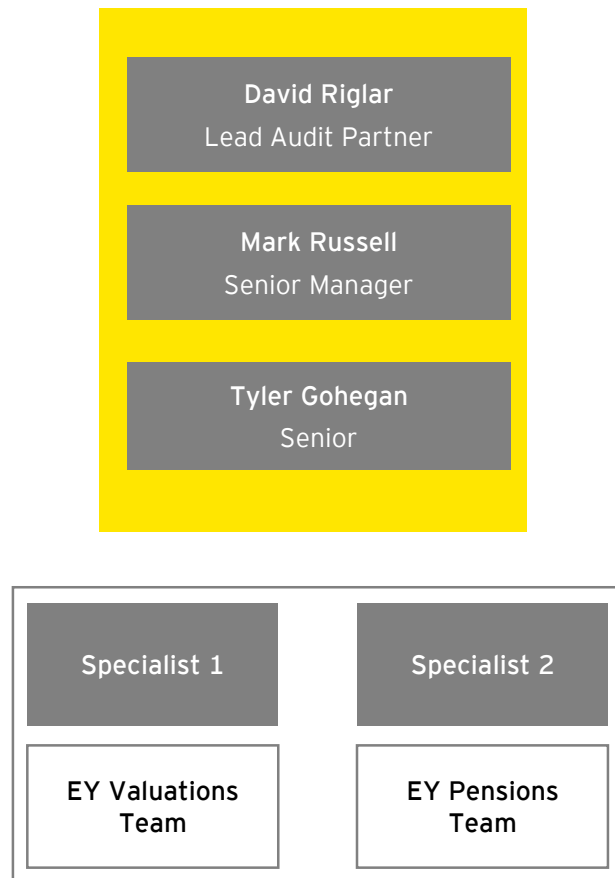 David Riglar
Lead Audit Partner
Mark Russell
Senior Manager
Tyler Gohegan
Senior
Specialist 1
Specialist 2
EY Valuations
Team
EY Pensions
Team